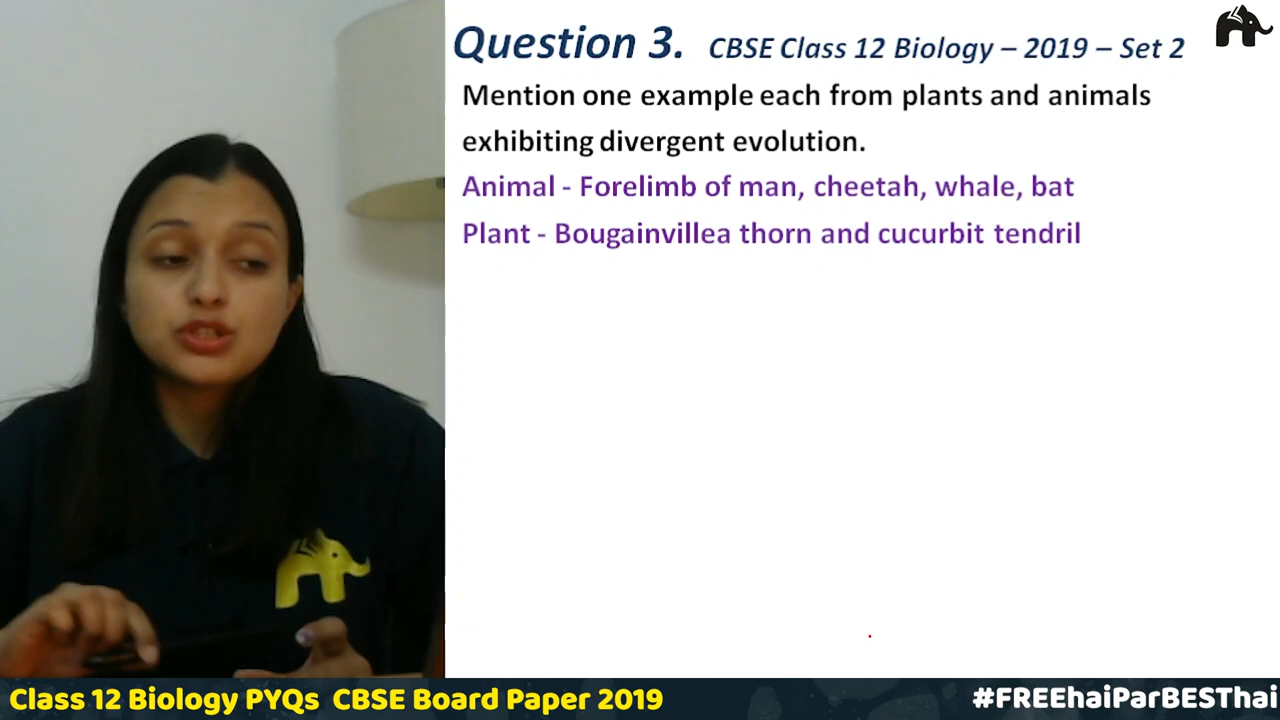 Question 3. CBSE Class 12 Biology – 2019 – Set 2
Mention one example each from plants and animals
exhibiting divergent evolution.
Animal - Forelimb of man, cheetah, whale, bat
Plant - Bougainvillea thorn and cucurbit tendril
Class 12 Biology PYQs CBSE Board Paper 2019
#FREEhaiParBESThai